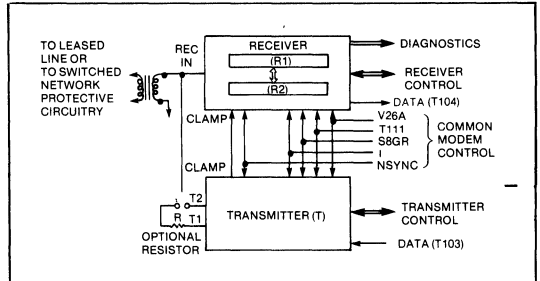 TO LEASED
LINE OR
TO SWITCHED
NETWORK
PROTECTIVE
CIRCUITRY
REC
IN
RECEIVER
(R1)
(R2)
DIAGNOSTICS
RECEIVER
CONTROL
DATA (T104)
CLAMP
CLAMP
V26A
T111
S8GR
I
NSYNC
COMMON
MODEM
CONTROL
T2
R T1
OPTIONAL
RESISTOR
TRANSMITTER (T)
TRANSMITTER
CONTROL
DATA (T103)